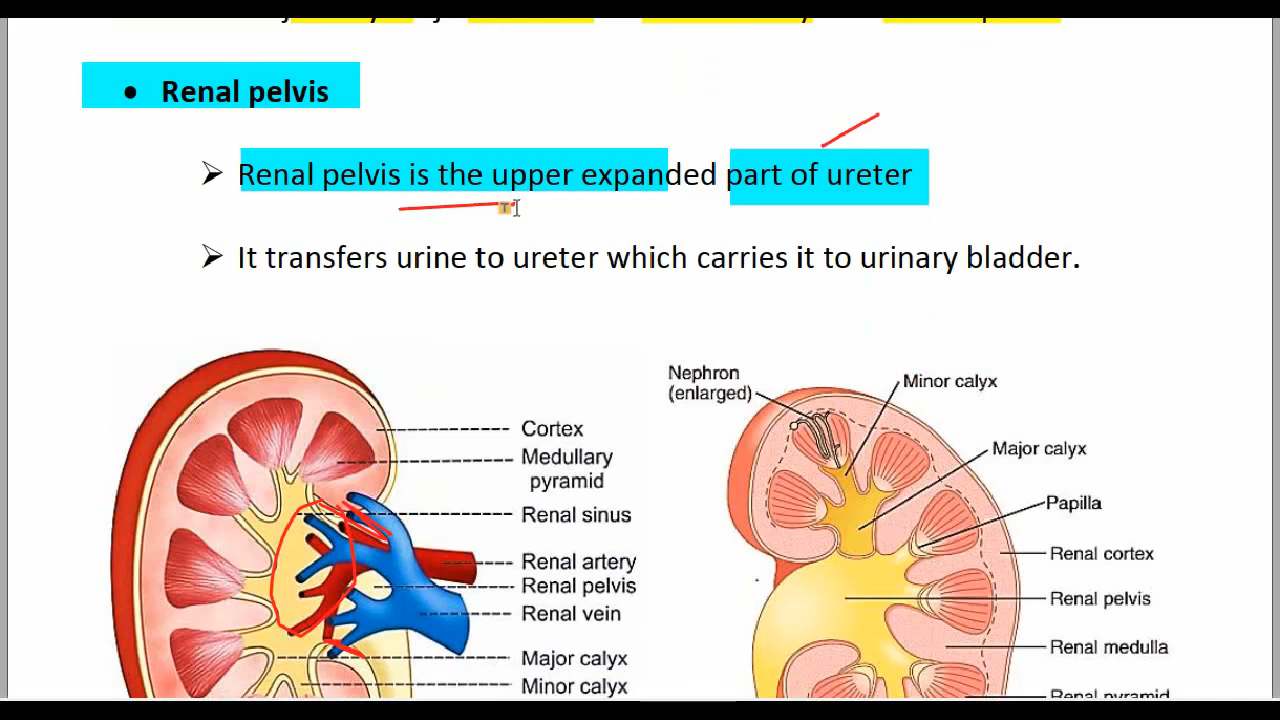 Renal pelvis
Renal pelvis is the upper expanded part of ureter
It transfers urine to ureter which carries it to urinary bladder.
Cortex
Medullary
pyramid
Renal sinus
Renal artery
Renal pelvis
Renal vein
Major calyx
Minor calyx
Nephron
(enlarged)
Minor calyx
Major calyx
Papilla
Renal cortex
Renal pelvis
Renal medulla
Renal pyramid